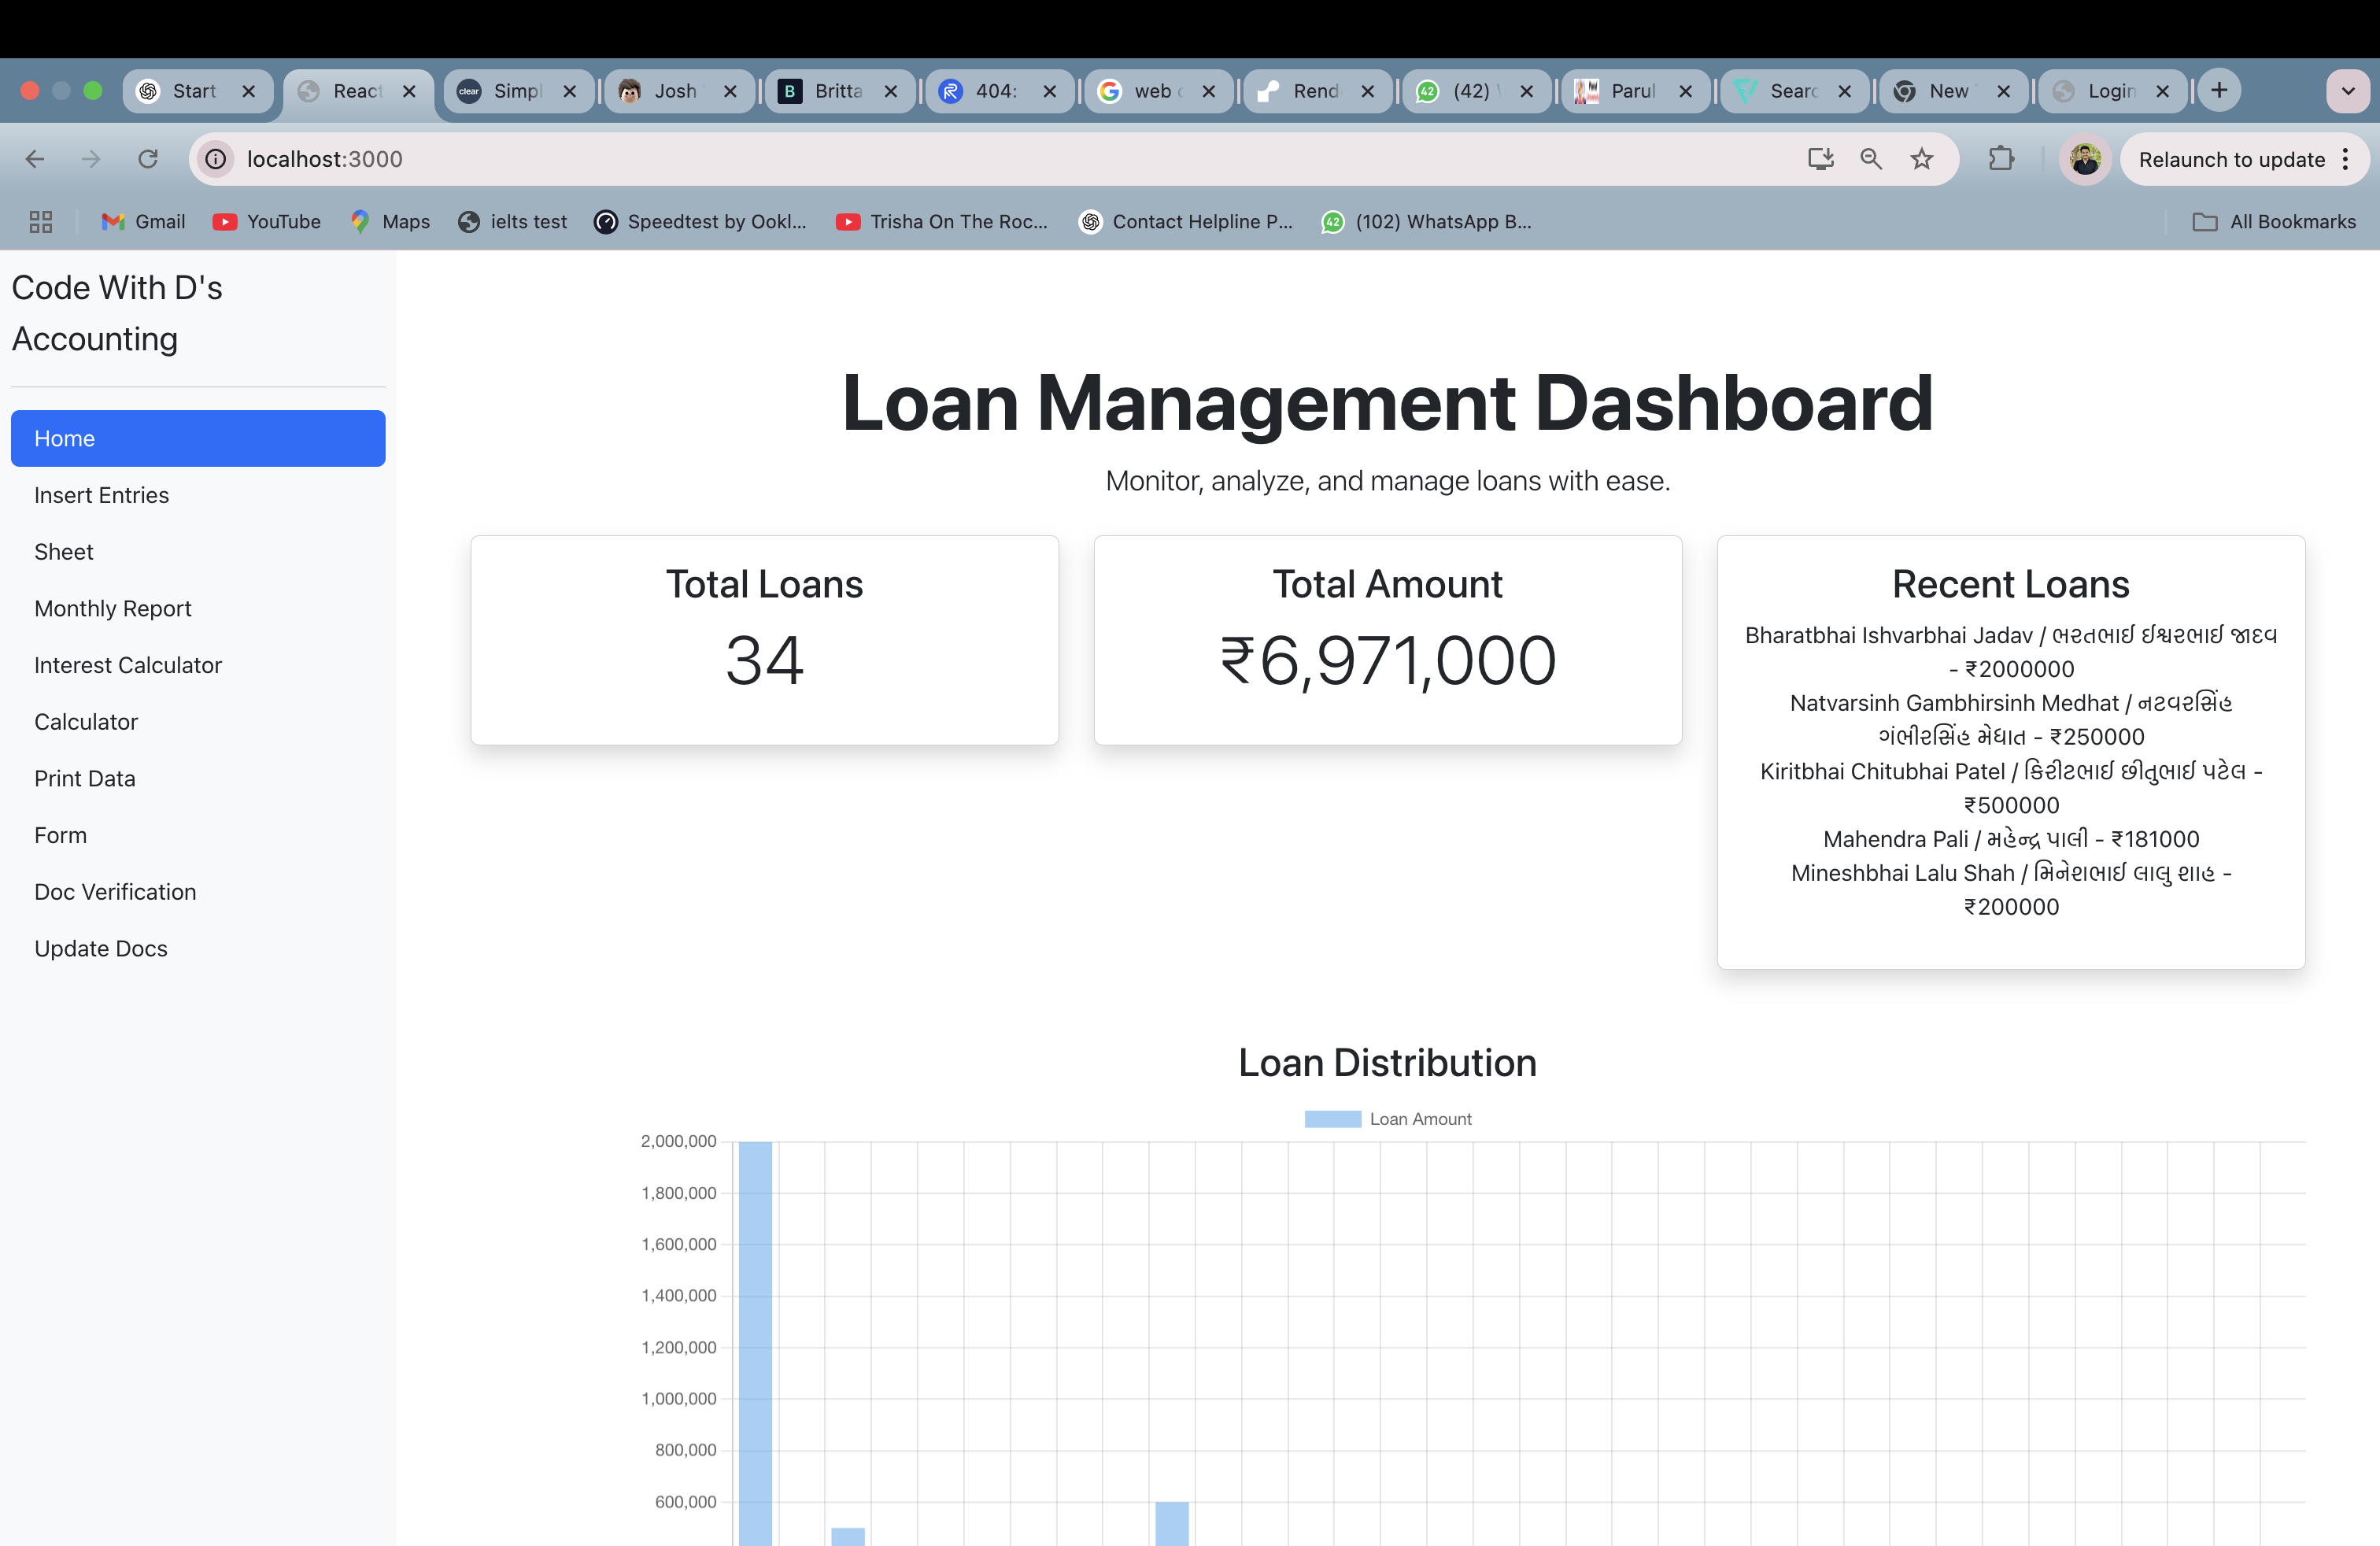 Start
React
clear
Simpl
Josh
B
Britta
404:
web
Rend
42
(42)
Parul
Searc
New
Login
localhost:3000
Relaunch to update
Gmail
YouTube
Maps
ielts test
Speedtest by Ookl...
Trisha On The Roc...
Contact Helpline P...
42
(102) WhatsApp B...
All Bookmarks
Code With D's
Accounting
Home
Insert Entries
Sheet
Monthly Report
Interest Calculator
Calculator
Print Data
Form
Doc Verification
Update Docs
Loan Management Dashboard
Monitor, analyze, and manage loans with ease.
Total Loans
34
Total Amount
₹6,971,000
Recent Loans
Bharatbhai Ishvarbhai Jadav / ભરતભાઈ ઈશ્વરભાઈ જાદવ
- ₹2000000
Natvarsinh Gambhirsinh Medhat / નટવરસિંહ
ગંભીરસિંહ મેધાત - ₹250000
Kiritbhai Chitubhai Patel / કિરીટભાઈ છીતુભાઈ પટેલ -
₹500000
Mahendra Pali / મહેન્દ્ર પાલી - ₹181000
Mineshbhai Lalu Shah / મિનેશભાઈ લાલુ શાહ -
₹200000
Loan Distribution
Loan Amount
2,000,000
1,800,000
1,600,000
1,400,000
1,200,000
1,000,000
800,000
600,000